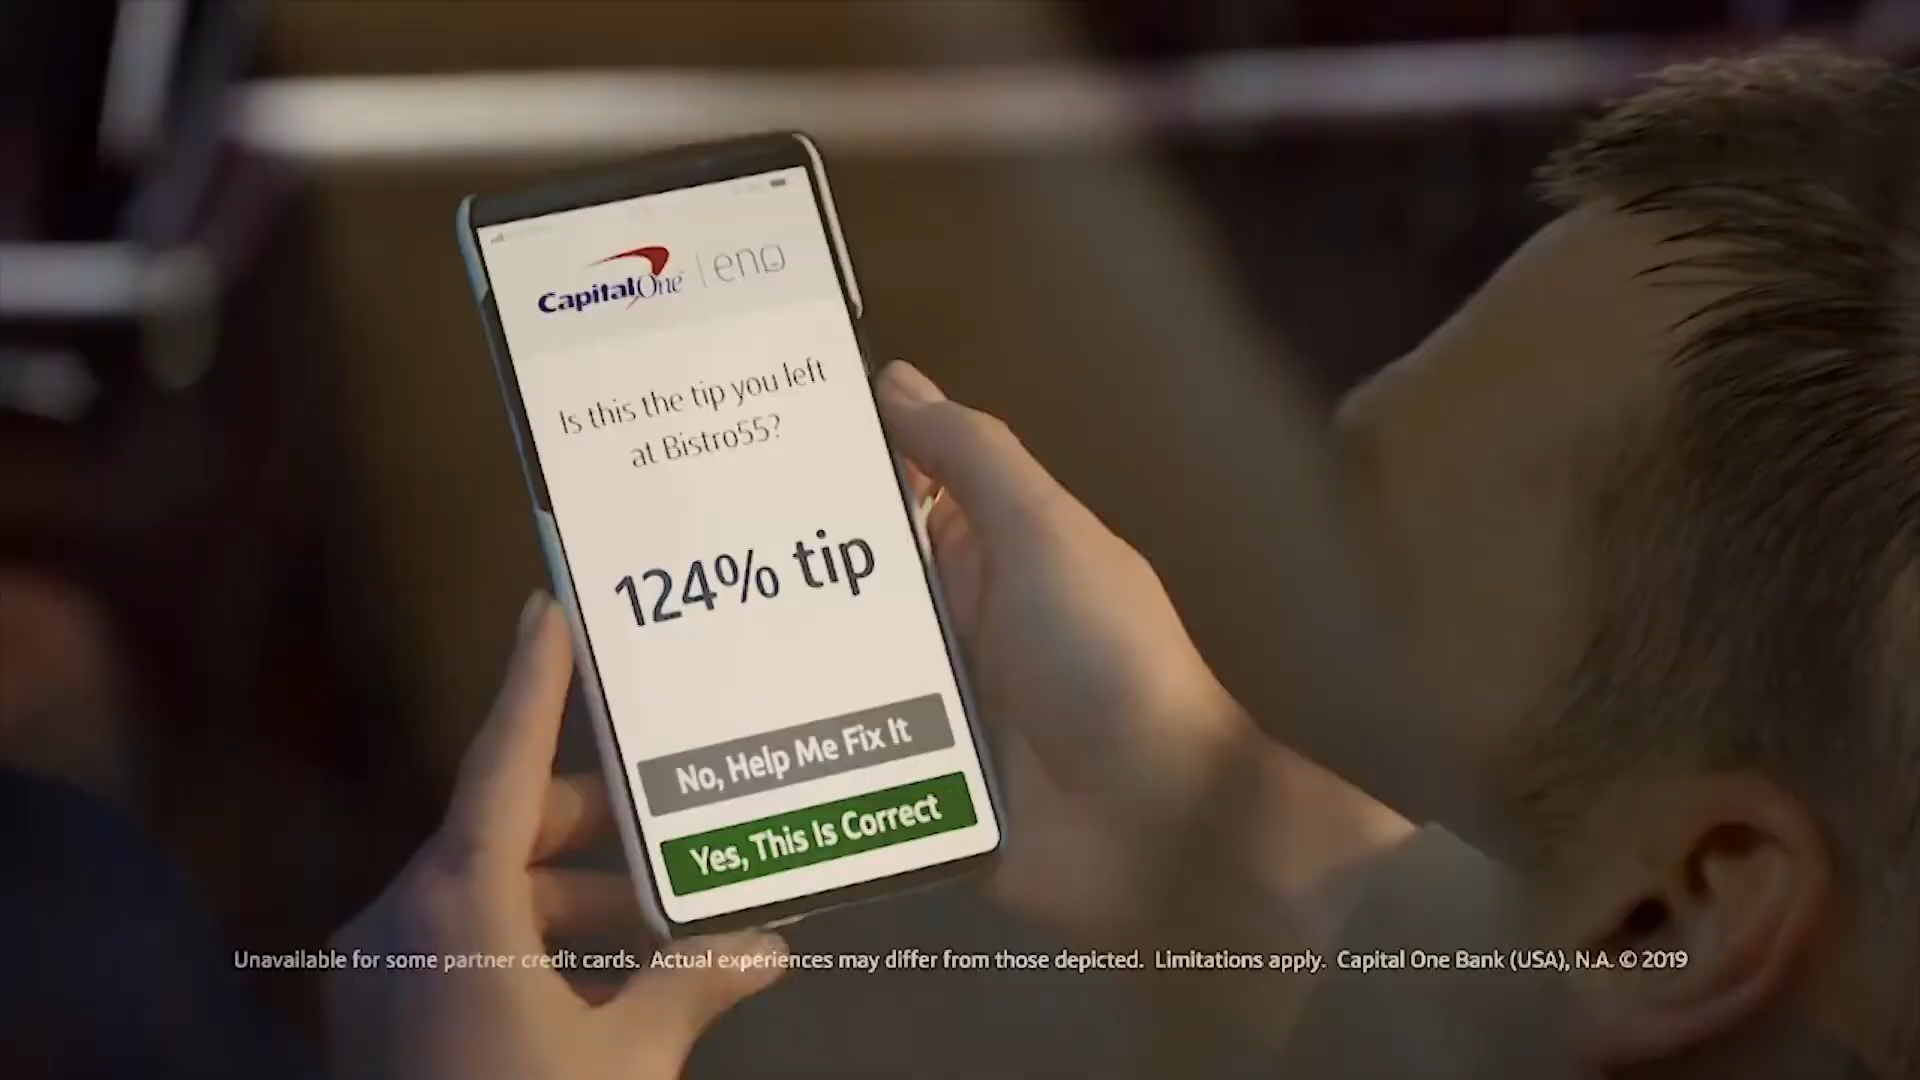 CapitalOne | eno
Is this the tip you left
at Bistro55?
124% tip
No, Help Me Fix It
Yes, This Is Correct
Unavailable for some partner credit cards. Actual experiences may differ from those depicted. Limitations apply. Capital One Bank (USA), N.A. © 2019